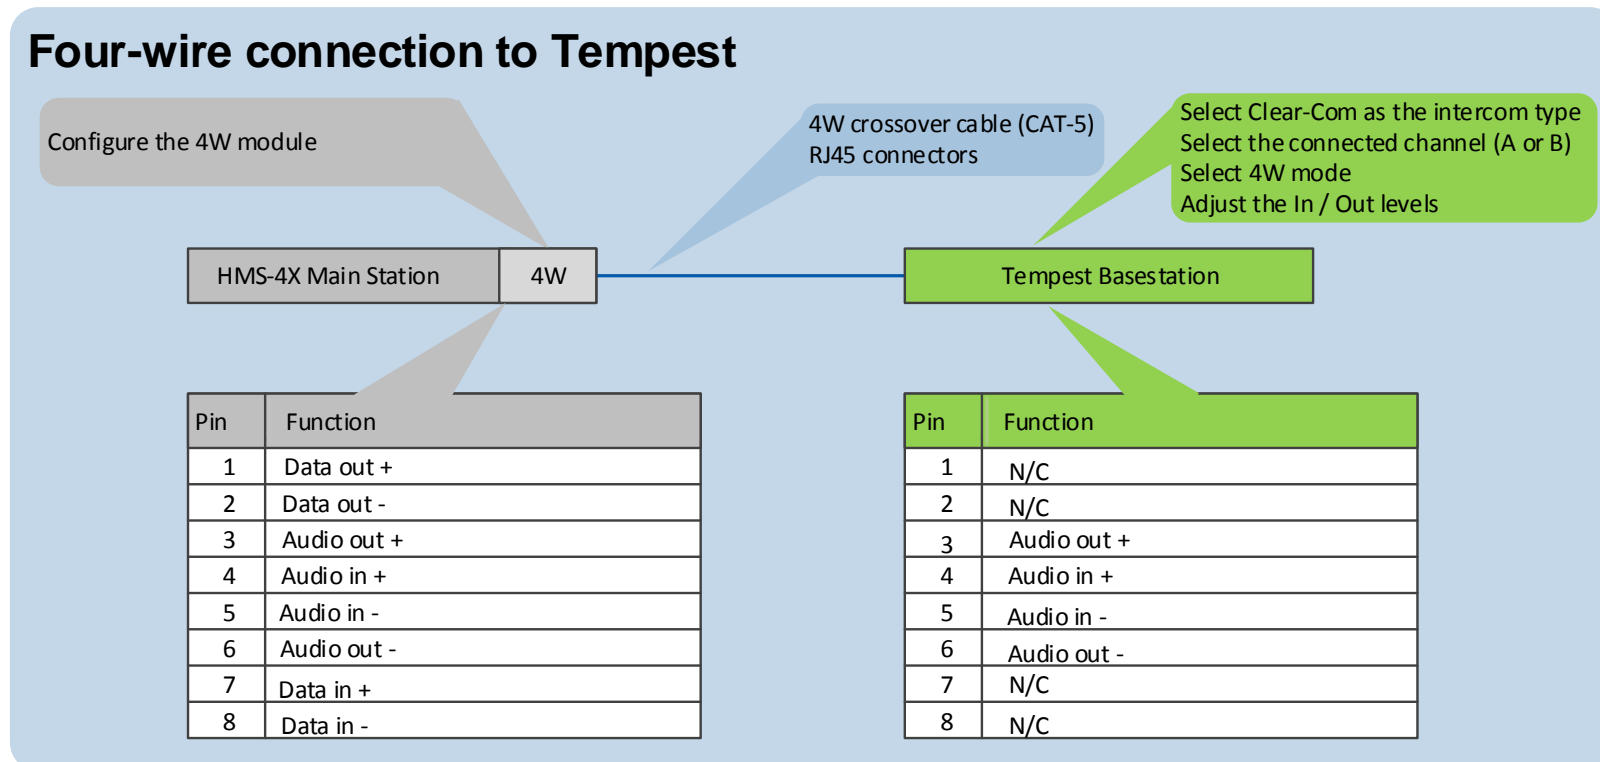 Four-wire connection to Tempest
Configure the 4W module
4W crossover cable (CAT-5)
RJ45 connectors
Select Clear-Com as the intercom type
Select the connected channel (A or B)
Select 4W mode
Adjust the In / Out levels
HMS-4X Main Station 4W
Tempest Basestation
Pin Function
1 Data out +
2 Data out -
3 Audio out +
4 Audio in +
5 Audio in -
6 Audio out -
7 Data in +
8 Data in -
Pin Function
1 N/C
2 N/C
3 Audio out +
4 Audio in +
5 Audio in -
6 Audio out -
7 N/C
8 N/C